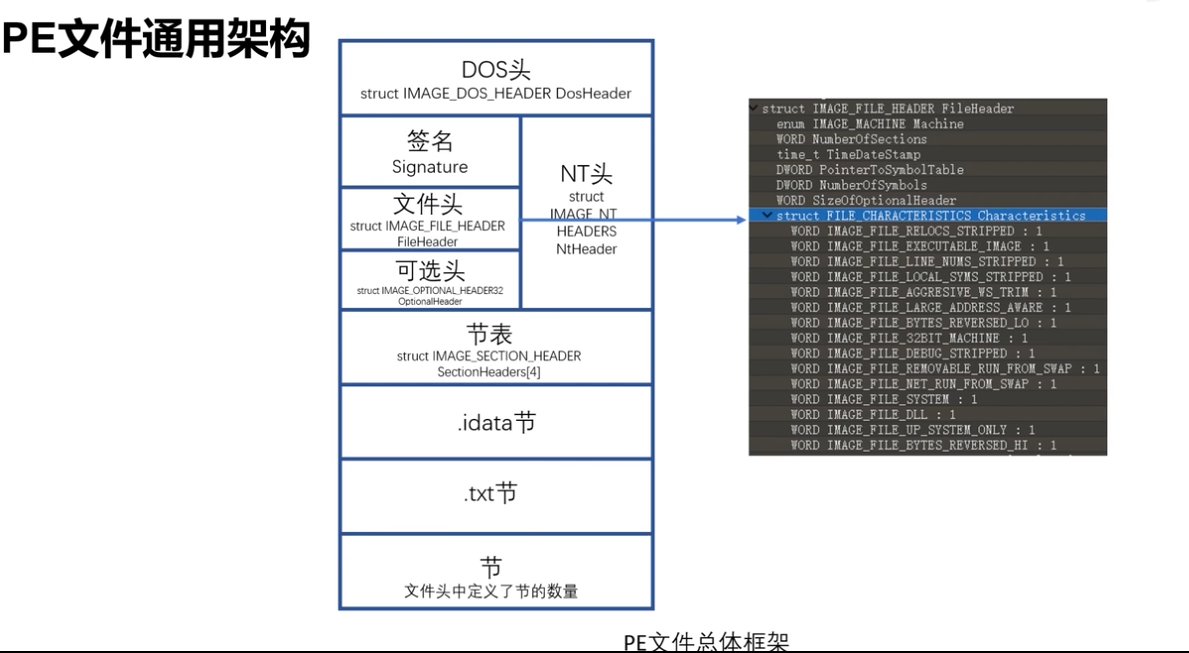 PE文件通用架构
DOS头
struct IMAGE_DOS_HEADER DosHeader
签名
Signature
文件头
struct IMAGE_FILE_HEADER
FileHeader
可选头
struct IMAGE_OPTIONAL_HEADER32
OptionalHeader
NT头
struct
IMAGE_NT_
HEADERS
NtHeader
节表
struct IMAGE_SECTION_HEADER
SectionHeaders[4]
.idata节
.txt节
节
文件头中定义了节的数量
struct IMAGE_FILE_HEADER FileHeader
enum IMAGE_MACHINE Machine
WORD NumberOfSections
time_t TimeDateStamp
DWORD PointerToSymbolTable
DWORD NumberOfSymbols
WORD SizeOfOptionalHeader
struct FILE_CHARACTERISTICS Characteristics
WORD IMAGE_FILE_RELOCS_STRIPPED : 1
WORD IMAGE_FILE_EXECUTABLE_IMAGE : 1
WORD IMAGE_FILE_LINE_NUMS_STRIPPED : 1
WORD IMAGE_FILE_LOCAL_SYMS_STRIPPED : 1
WORD IMAGE_FILE_AGGRESIVE_WS_TRIM : 1
WORD IMAGE_FILE_LARGE_ADDRESS_AWARE : 1
WORD IMAGE_FILE_BYTES_REVERSED_LO : 1
WORD IMAGE_FILE_32BIT_MACHINE : 1
WORD IMAGE_FILE_DEBUG_STRIPPED : 1
WORD IMAGE_FILE_REMOVABLE_RUN_FROM_SWAP : 1
WORD IMAGE_FILE_NET_RUN_FROM_SWAP : 1
WORD IMAGE_FILE_SYSTEM : 1
WORD IMAGE_FILE_DLL : 1
WORD IMAGE_FILE_UP_SYSTEM_ONLY : 1
WORD IMAGE_FILE_BYTES_REVERSED_HI : 1
PE文件总体框架